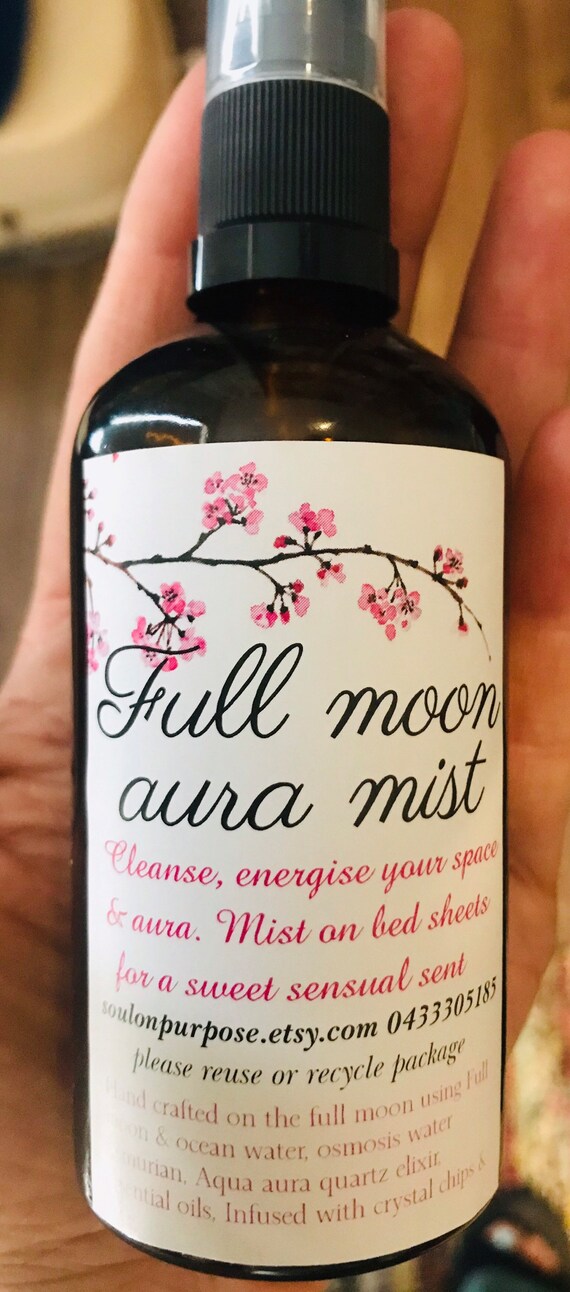 Full moon
aura mist
Cleanse, energise your space
& aura. Mist on bed sheets
for a sweet sensual sent
soulonpurpose.etsy.com 0433305185
please reuse or recycle package
Hand crafted on the full moon using Full
& ocean water, osmosis water
Aqua aura quartz elixir,
oils, Infused with crystal chips &